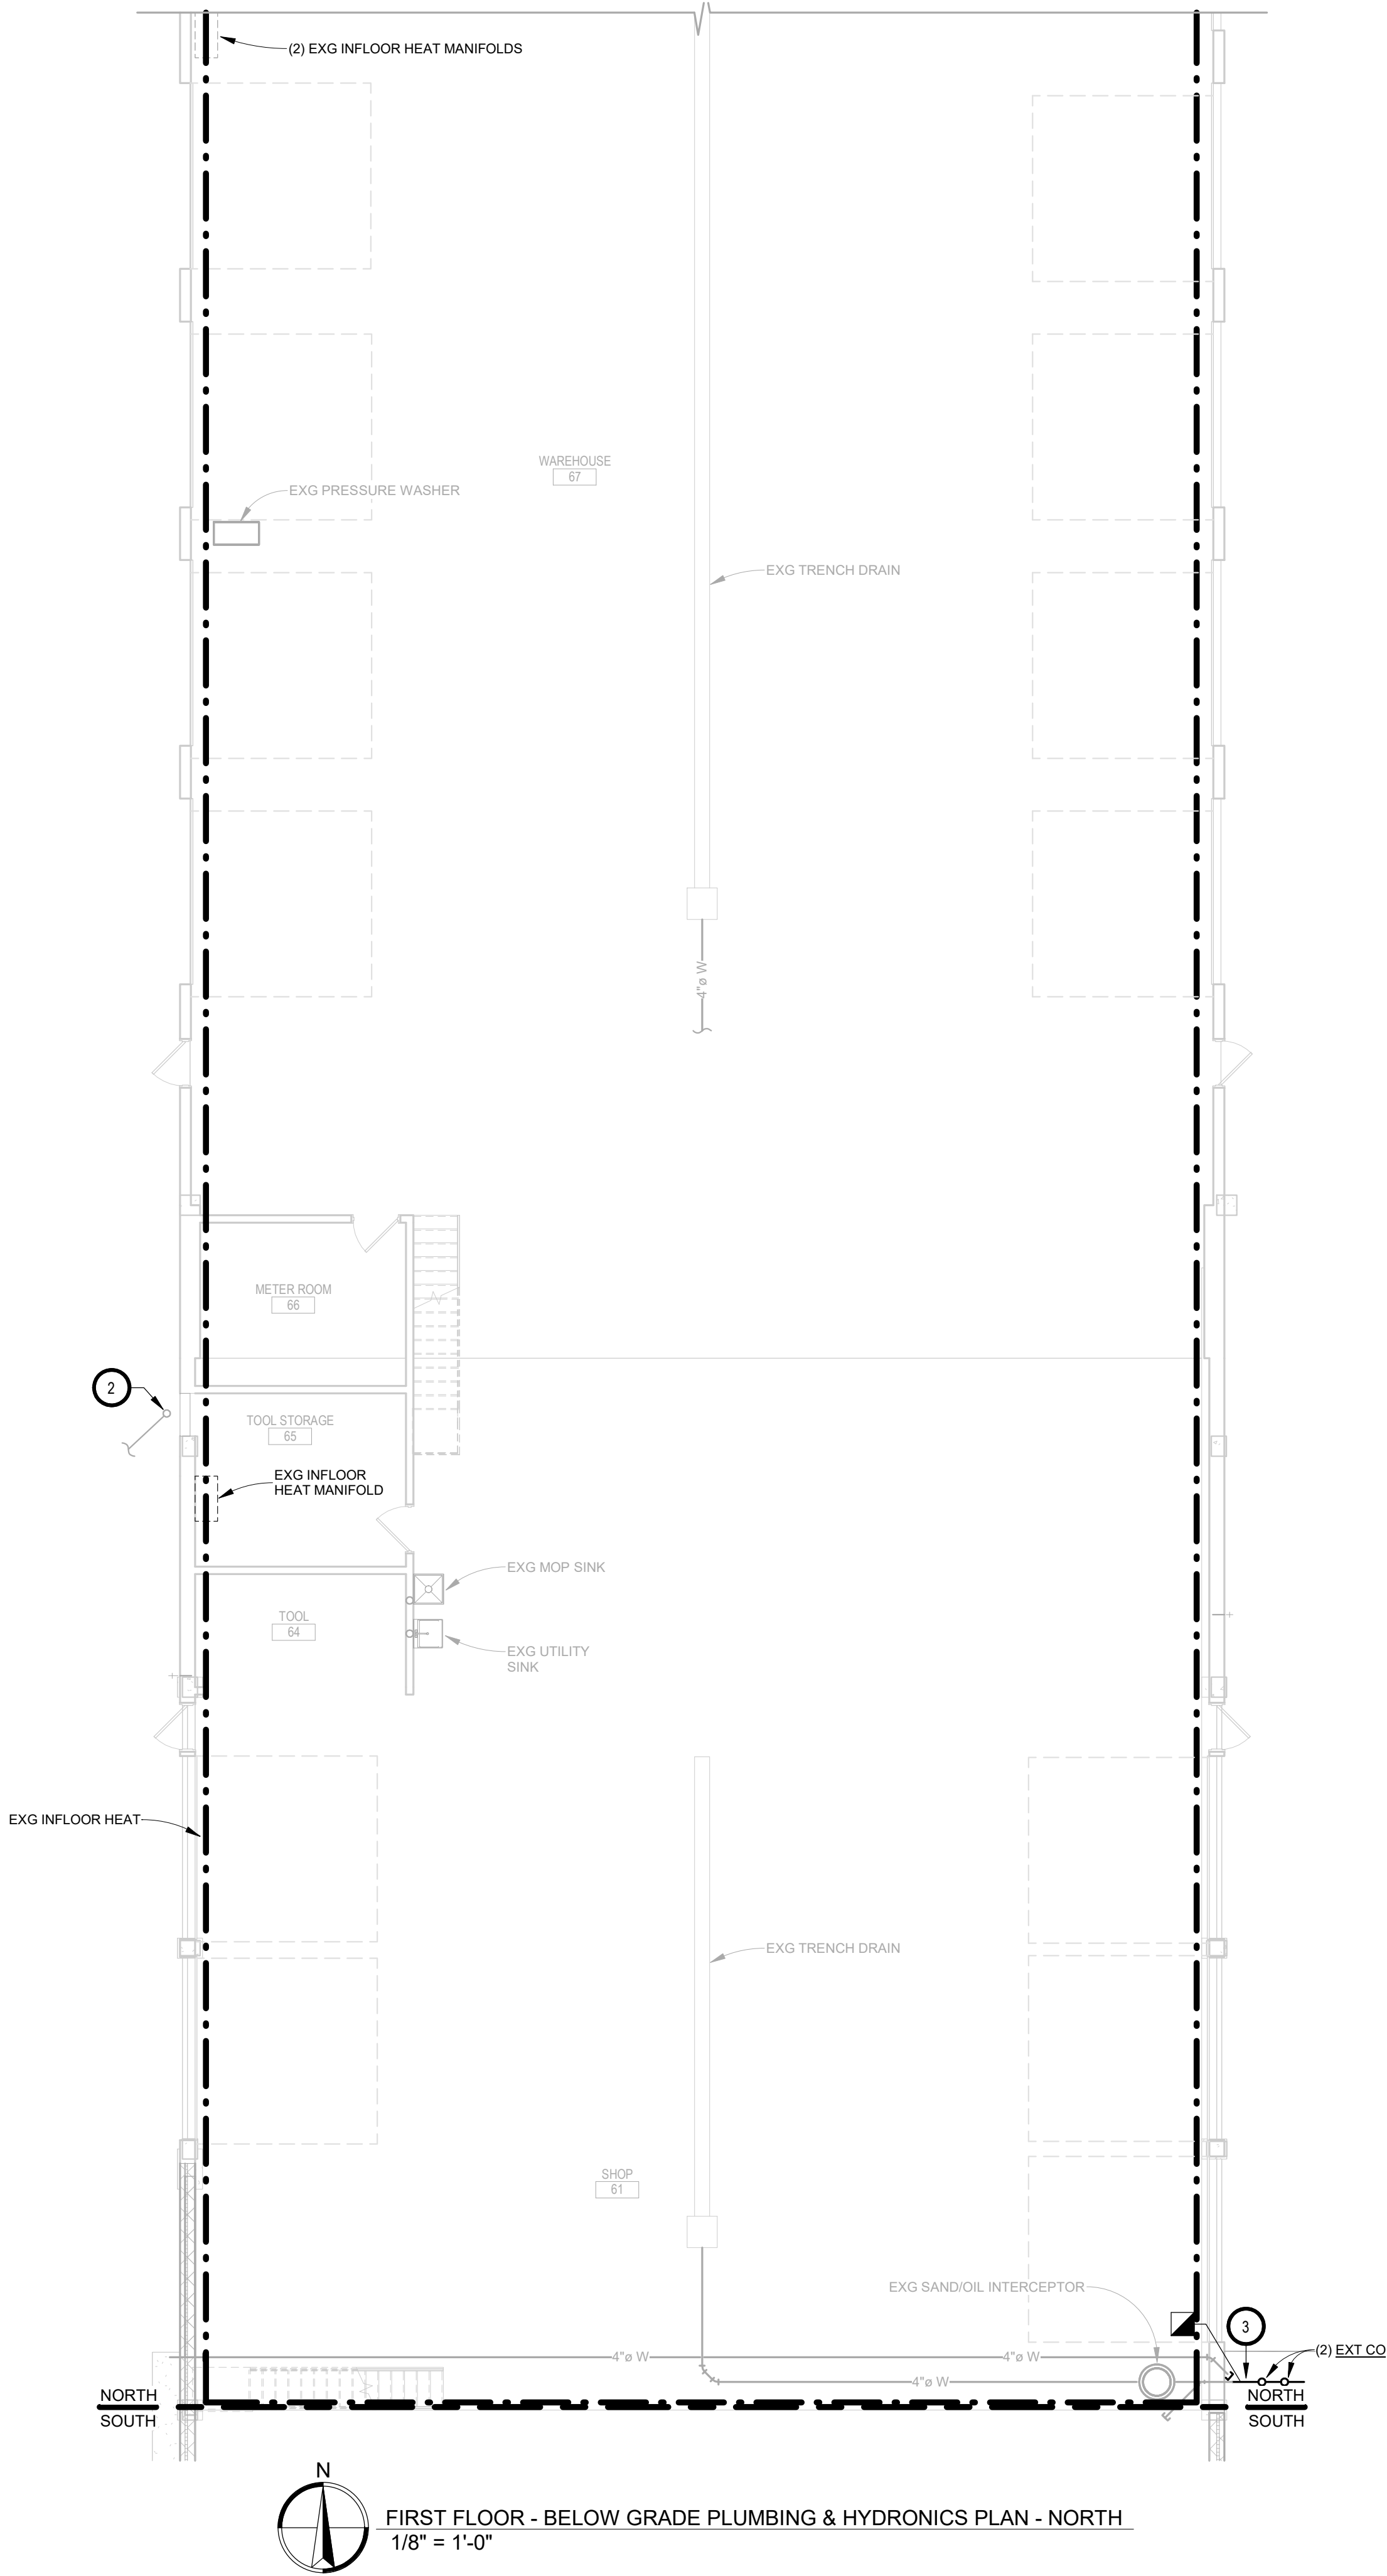 (2) EXG INFLOOR HEAT MANIFOLDS
WAREHOUSE
67
EXG PRESSURE WASHER
EXG TRENCH DRAIN
4"ø W
METER ROOM
66
2
TOOL STORAGE
65
EXG INFLOOR
HEAT MANIFOLD
EXG MOP SINK
TOOL
64
EXG UTILITY
SINK
EXG INFLOOR HEAT
EXG TRENCH DRAIN
SHOP
61
EXG SAND/OIL INTERCEPTOR
3
(2) EXT CO
4"ø W
4"ø W
4"ø W
NORTH
SOUTH
NORTH
SOUTH
N
FIRST FLOOR - BELOW GRADE PLUMBING & HYDRONICS PLAN - NORTH
1/8" = 1'-0"